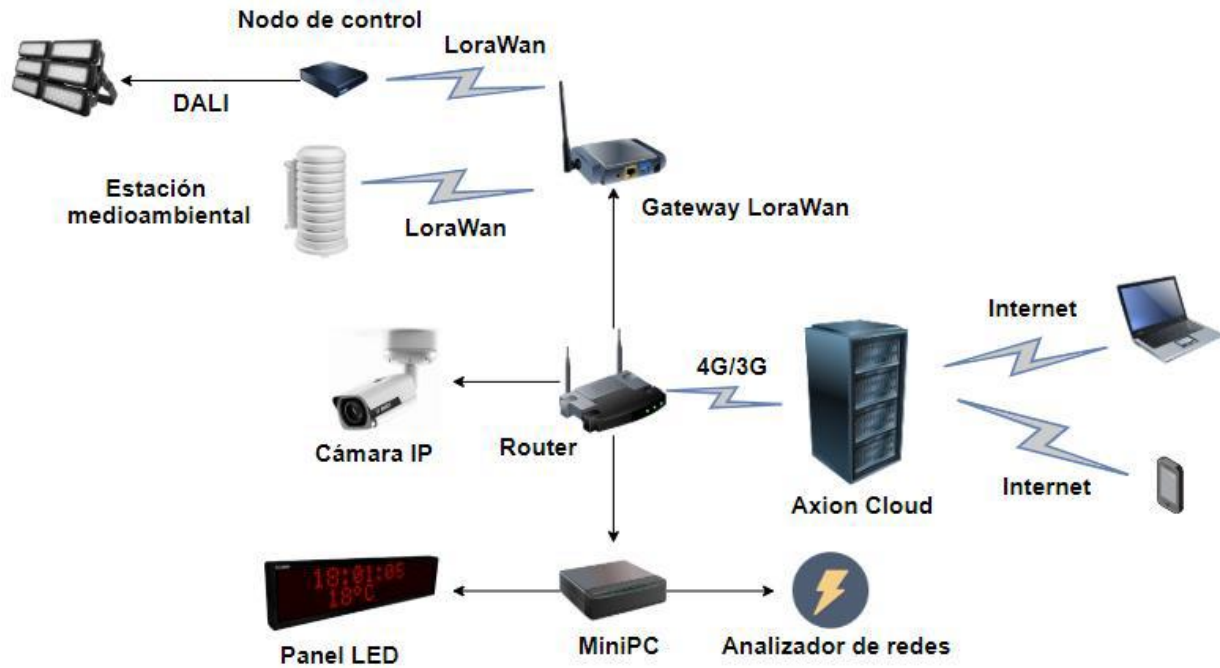 Nodo de control
LoraWan
DALI
Estación
medioambiental
LoraWan
Gateway LoraWan
Internet
4G/3G
Cámara IP
Router
Internet
Axion Cloud
18:01:05
18°C
Panel LED
MiniPC
Analizador de redes